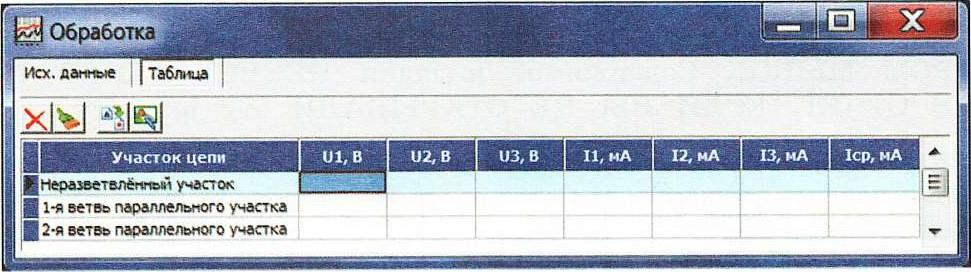 Обработка
Исх. данные Таблица
Участок цепи U1, В U2, В U3, В I1, мА I2, мА I3, мА Iср, мА
Неразветвлённый участок
1-я ветвь параллельного участка
2-я ветвь параллельного участка